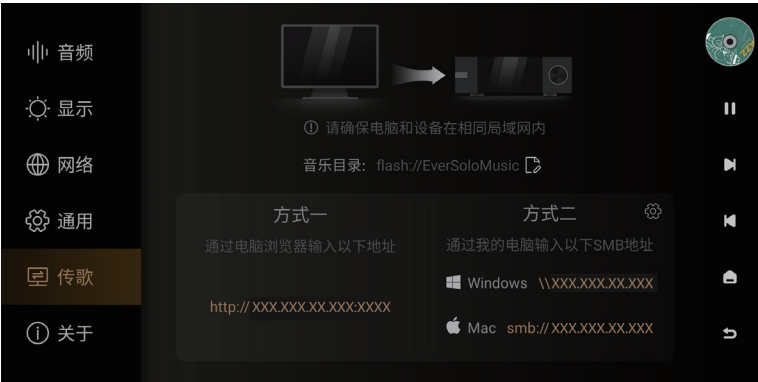 音频
显示
网络
通用
传歌
关于
请确保电脑和设备在相同局域网内
音乐目录: flash://EverSoloMusic
方式一
通过电脑浏览器输入以下地址
http://XXX.XXX.XX.XXX:XXXX
方式二
通过我的电脑输入以下SMB地址
Windows \\XXX.XXX.XX.XXX
Mac smb://XXX.XXX.XX.XXX